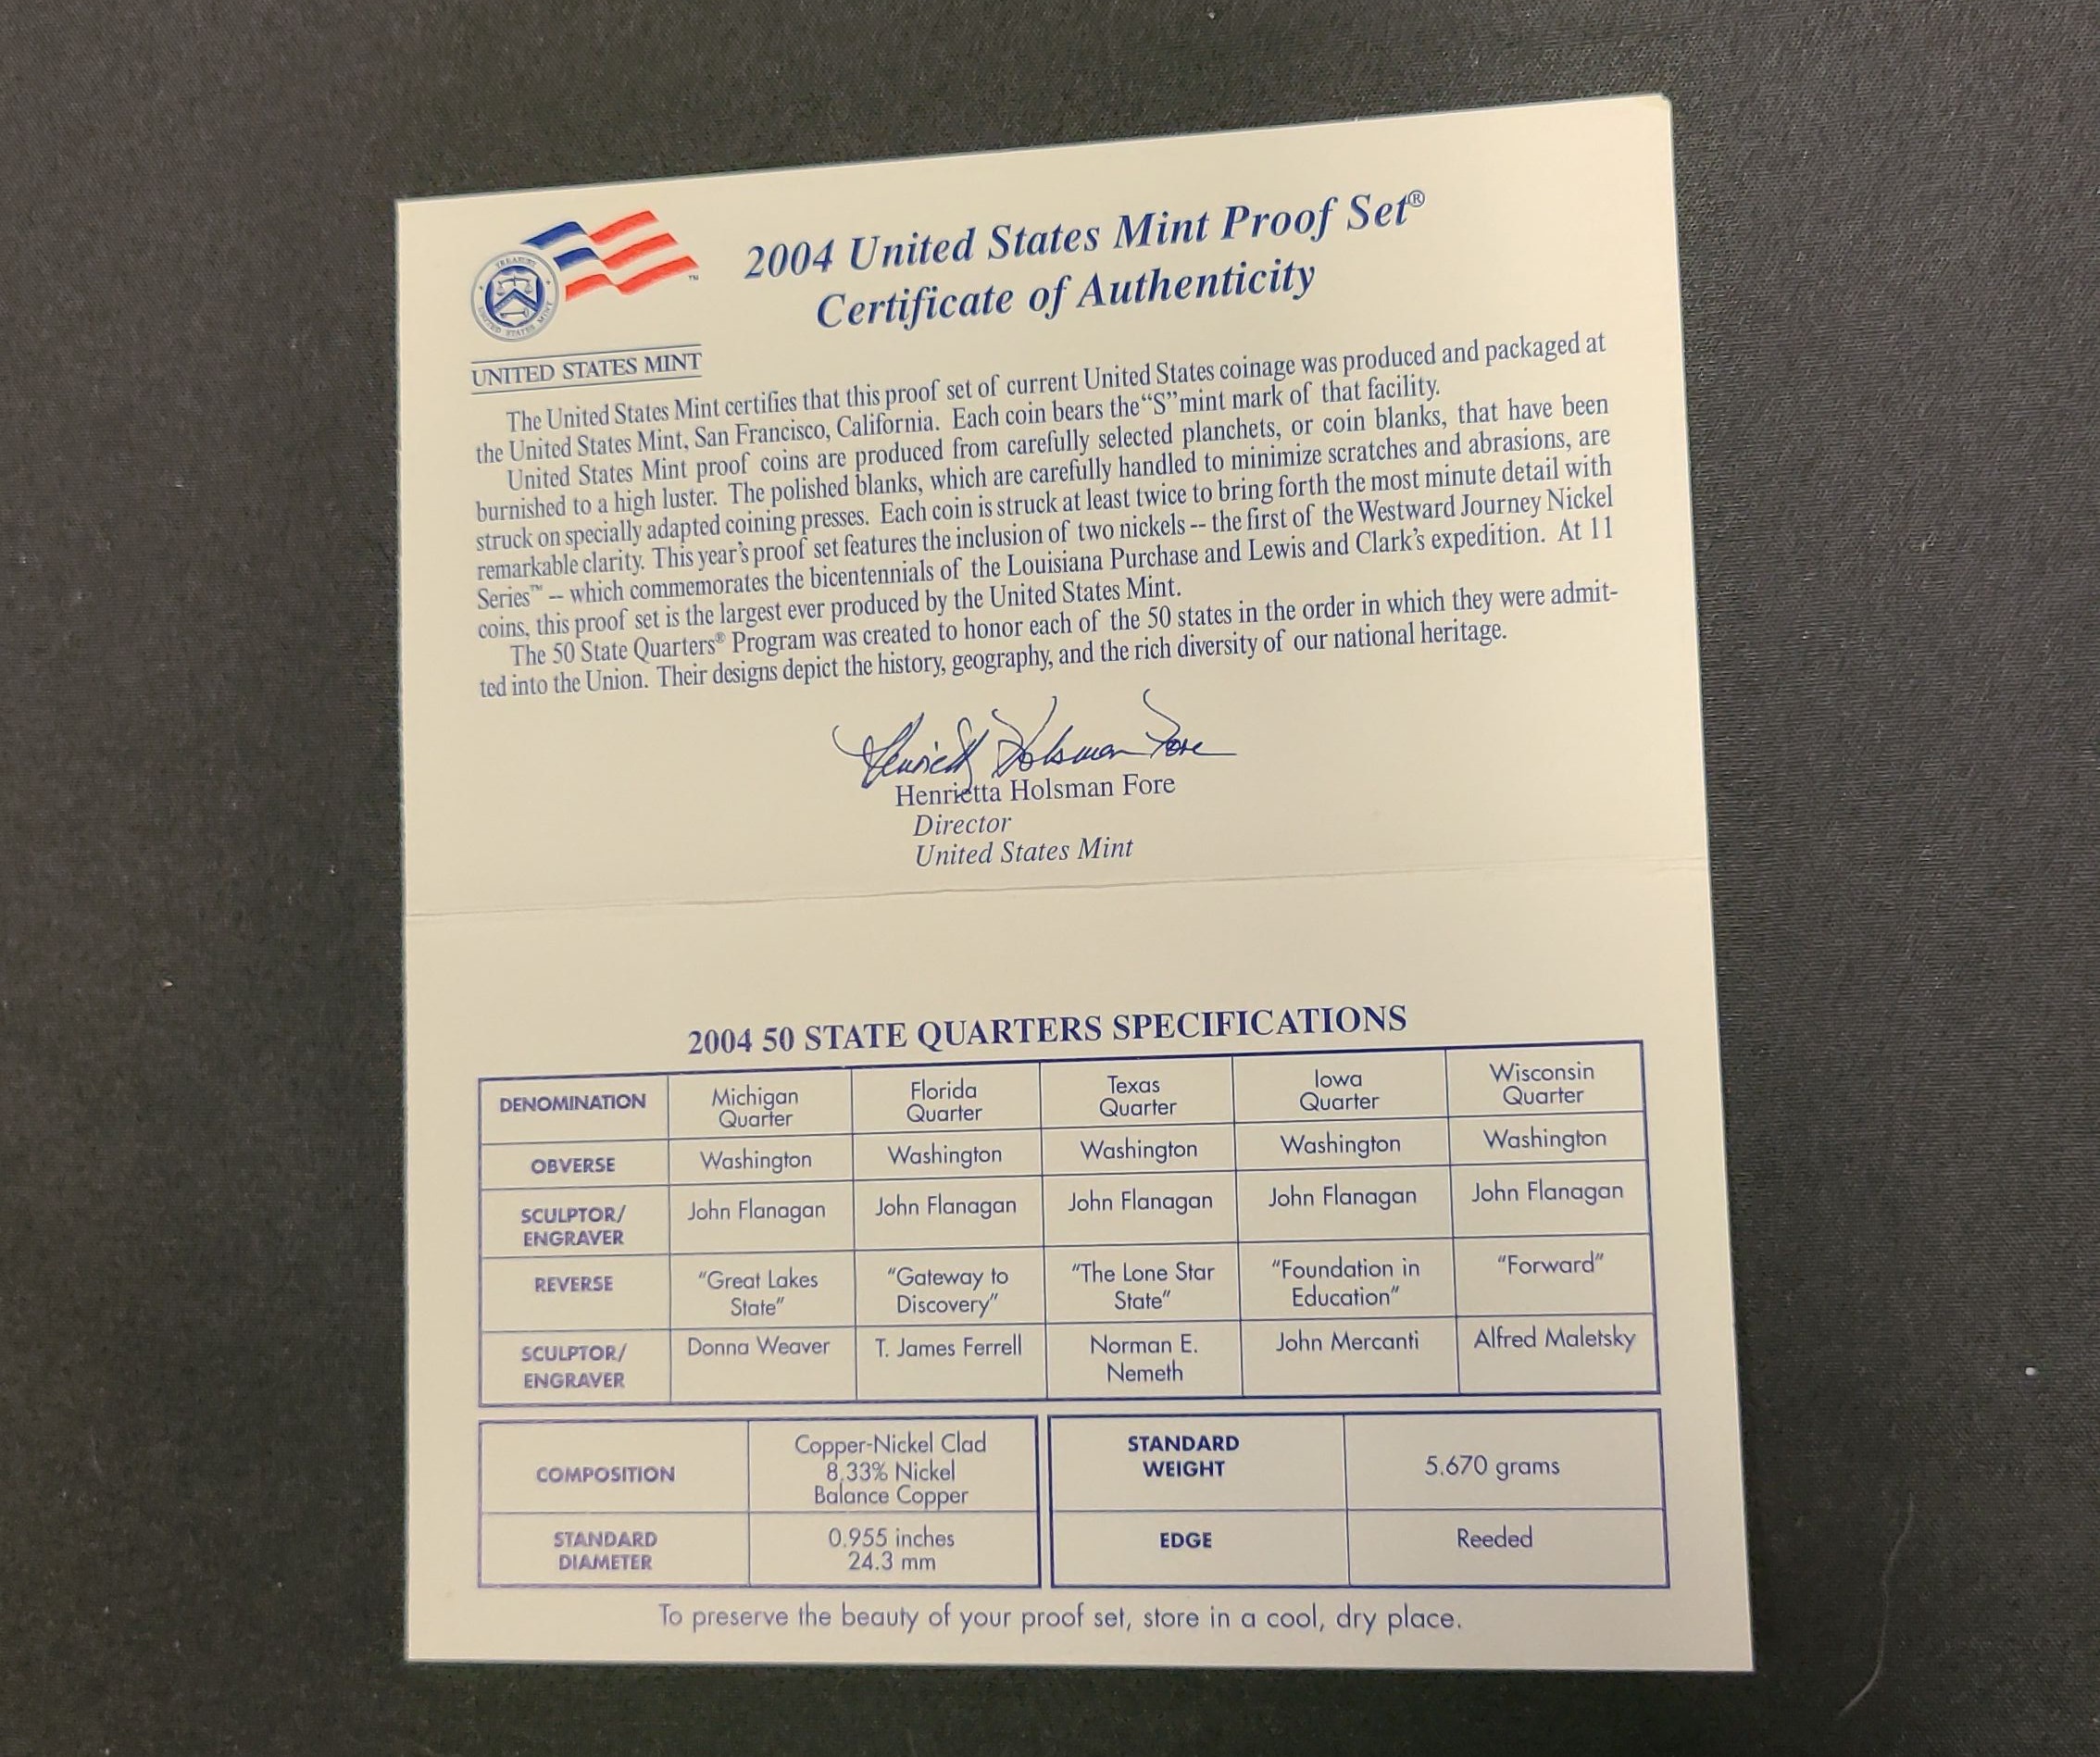 2004 United States Mint Proof Set®
Certificate of Authenticity
TREASURY
UNITED STATES MINT
™
UNITED STATES MINT
The United States Mint certifies that this proof set of current United States coinage was produced and packaged at
the United States Mint, San Francisco, California. Each coin bears the “S” mint mark of that facility.
United States Mint proof coins are produced from carefully selected planchets, or coin blanks, that have been
burnished to a high luster. The polished blanks, which are carefully handled to minimize scratches and abrasions, are
struck on specially adapted coining presses. Each coin is struck at least twice to bring forth the most minute detail with
remarkable clarity. This year's proof set features the inclusion of two nickels -- the first of the Westward Journey Nickel
Series™ -- which commemorates the bicentennials of the Louisiana Purchase and Lewis and Clark's expedition. At 11
coins, this proof set is the largest ever produced by the United States Mint.
The 50 State Quarters® Program was created to honor each of the 50 states in the order in which they were admit-
ted into the Union. Their designs depict the history, geography, and the rich diversity of our national heritage.
Henrietta Holsman Fore
Henrietta Holsman Fore
Director
United States Mint
2004 50 STATE QUARTERS SPECIFICATIONS
DENOMINATION Michigan Quarter Florida Quarter Texas Quarter Iowa Quarter Wisconsin Quarter
OBVERSE Washington Washington Washington Washington Washington
SCULPTOR/ ENGRAVER John Flanagan John Flanagan John Flanagan John Flanagan John Flanagan
REVERSE "Great Lakes State" "Gateway to Discovery" "The Lone Star State" "Foundation in Education" "Forward"
SCULPTOR/ ENGRAVER Donna Weaver T. James Ferrell Norman E. Nemeth John Mercanti Alfred Maletsky
COMPOSITION Copper-Nickel Clad 8.33% Nickel Balance Copper STANDARD WEIGHT 5.670 grams
STANDARD DIAMETER 0.955 inches 24.3 mm EDGE Reeded
To preserve the beauty of your proof set, store in a cool, dry place.